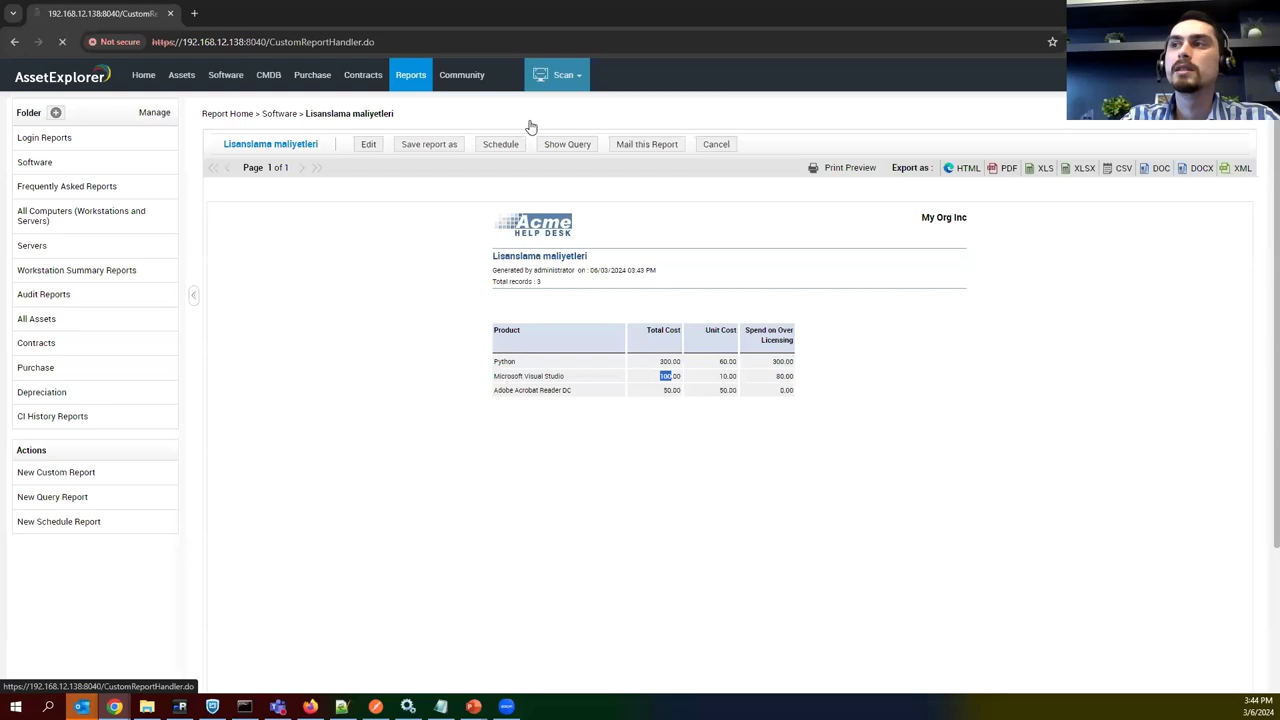 192.168.12.138:8040/CustomRe
Not secure
https://192.168.12.138:8040/CustomReportHandler.do
AssetExplorer
Home
Assets
Software
CMDB
Purchase
Contracts
Reports
Community
Scan
Folder
Manage
Login Reports
Software
Frequently Asked Reports
All Computers (Workstations and
Servers)
Servers
Workstation Summary Reports
Audit Reports
All Assets
Contracts
Purchase
Depreciation
CI History Reports
Actions
New Custom Report
New Query Report
New Schedule Report
Report Home > Software > Lisanslama maliyetleri
Lisanslama maliyetleri
Edit
Save report as
Schedule
Show Query
Mail this Report
Cancel
Page 1 of 1
Print Preview
Export as :
HTML
PDF
XLS
XLSX
CSV
DOC
DOCX
XML
Acme
HELP DESK
My Org Inc
Lisanslama maliyetleri
Generated by administrator on : 06/03/2024 03:43 PM
Total records : 3
Product Total Cost Unit Cost Spend on Over
Licensing
Python 300.00 60.00 300.00
Microsoft Visual Studio 100.00 10.00 80.00
Adobe Acrobat Reader DC 50.00 50.00 0.00
https://192.168.12.138:8040/CustomReportHandler.do
3:44 PM
3/6/2024